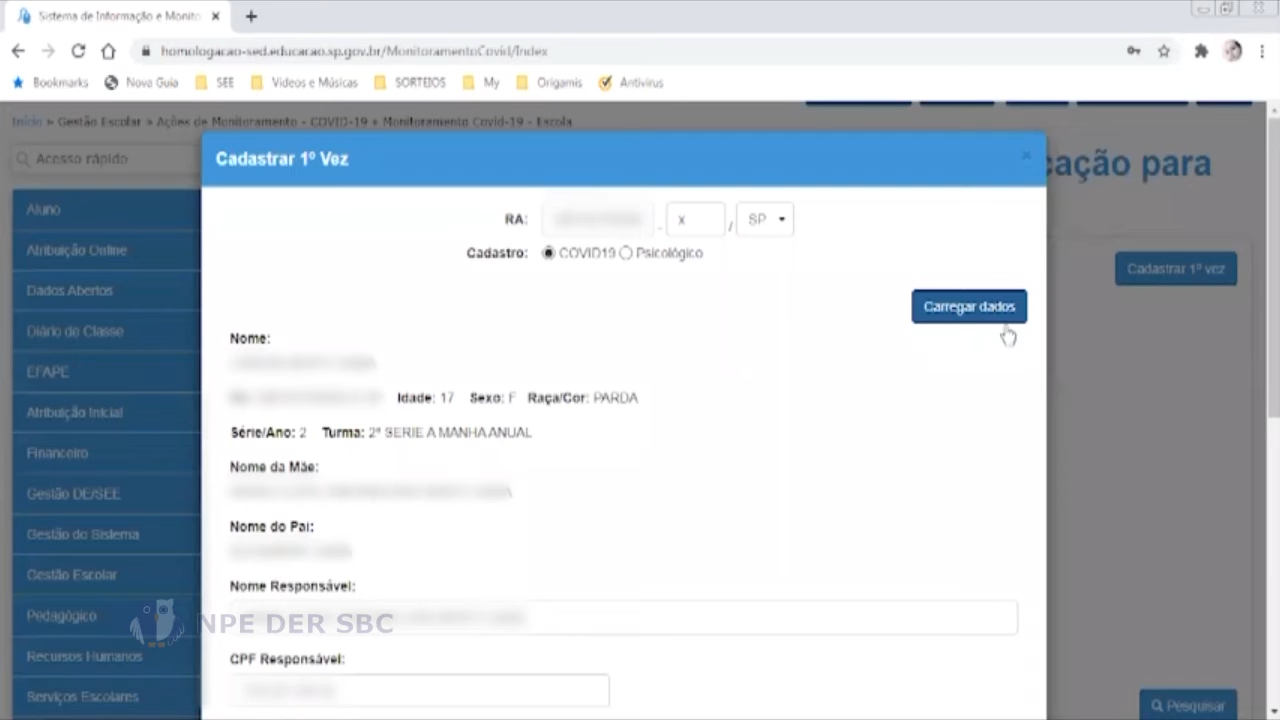 Sistema de Informação e Monito
homologacao-sed.educacao.sp.gov.br/MonitoramentoCovid/Index
Bookmarks Nova Guia SEE Videos e Músicas SORTEIOS My Origamis Antivirus
Início » Gestão Escolar » Ações de Monitoramento - COVID-19 » Monitoramento Covid-19 - Escola
Acesso rápido
cação para
Cadastrar 1º Vez
Aluno
Atribuição Online
Dados Abertos
Diário de Classe
EFAPE
Atribuição Inicial
Financeiro
Gestão DE/SEE
Gestão do Sistema
Gestão Escolar
Pedagógico
Recursos Humanos
Serviços Escolares
RA: - x / SP
Cadastro: COVID19 Psicológico
Cadastrar 1º vez
Carregar dados
Nome:
Idade: 17 Sexo: F Raça/Cor: PARDA
Série/Ano: 2 Turma: 2ª SERIE A MANHA ANUAL
Nome da Mãe:
Nome do Pai:
Nome Responsável:
NPE DER SBC
CPF Responsável:
Pesquisar